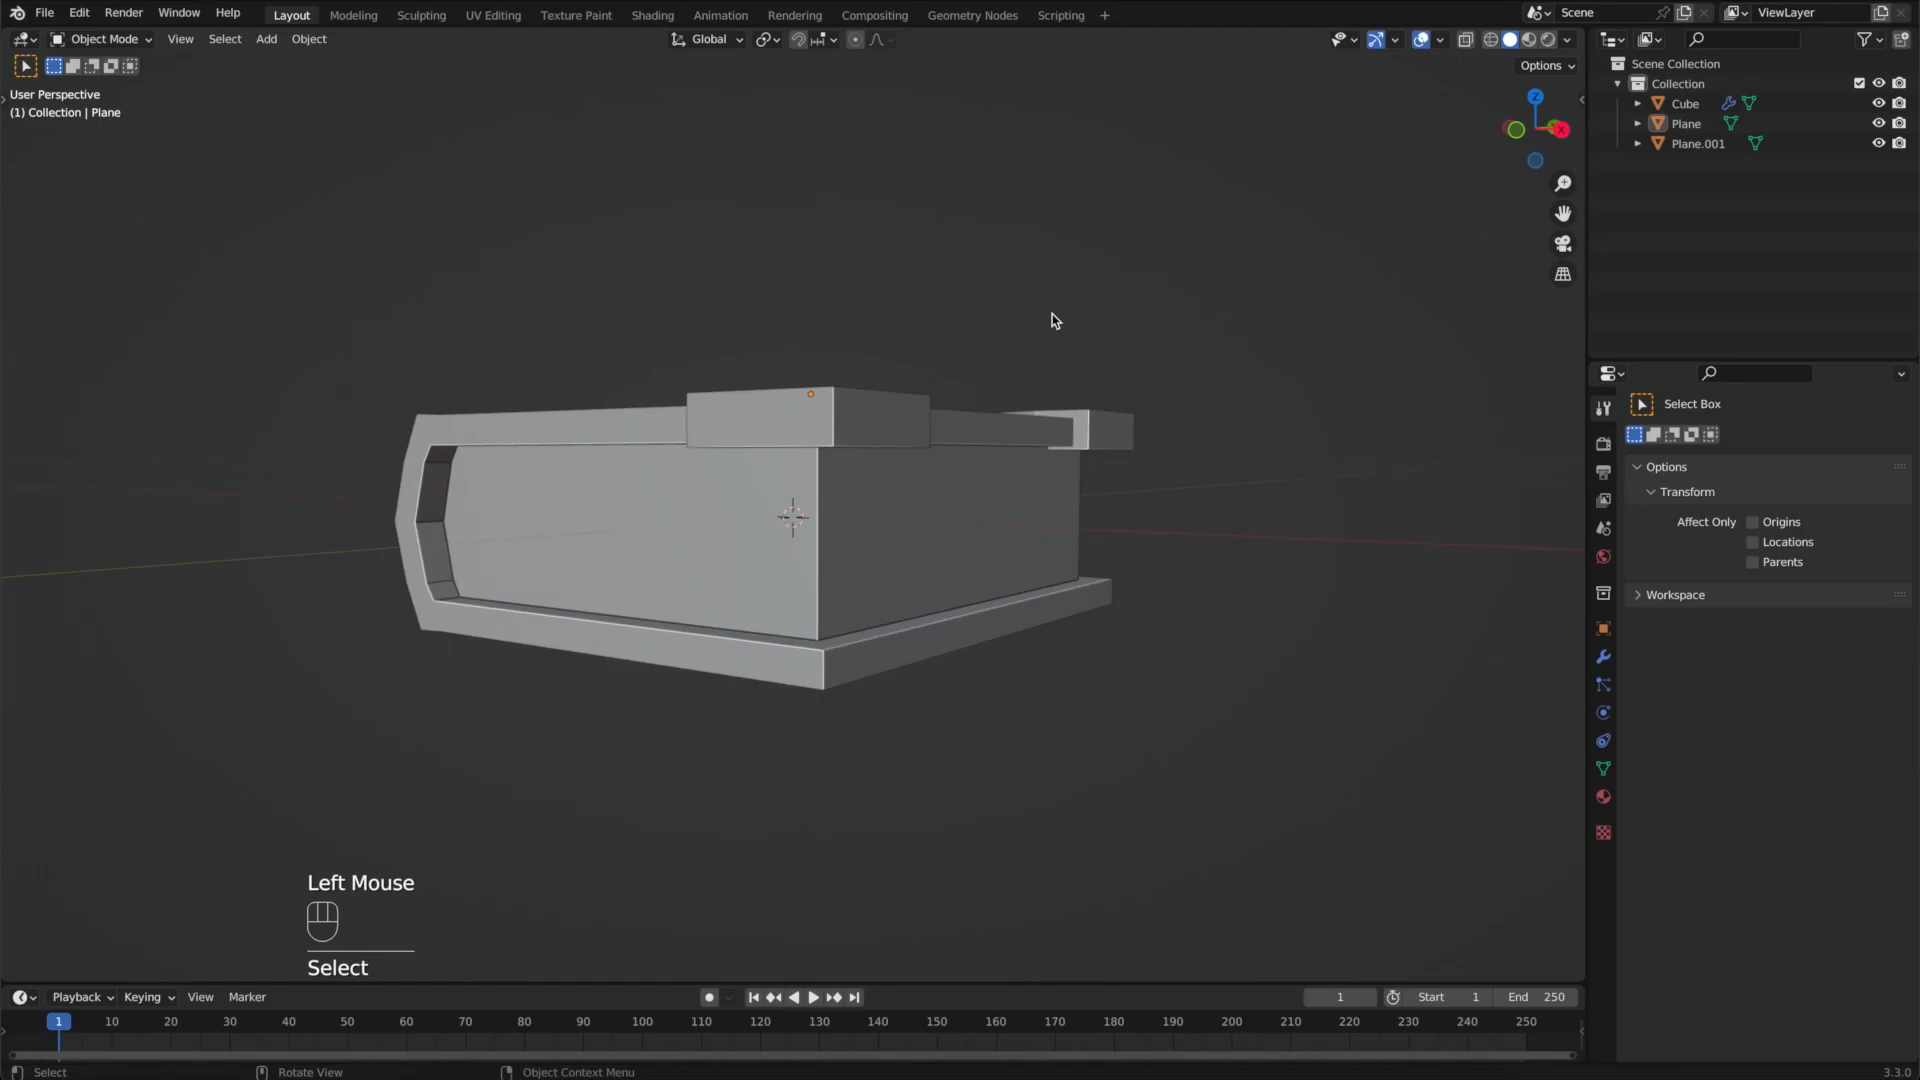 File Edit Render Window Help Layout Modeling Sculpting UV Editing Texture Paint Shading Animation Rendering Compositing Geometry Nodes Scripting + Scene ViewLayer
Object Mode View Select Add Object Global
Options
User Perspective
(1) Collection | Plane
Z
X
Scene Collection
Collection
Cube
Plane
Plane.001
Select Box
Options
Transform
Affect Only Origins
Locations
Parents
Workspace
Left Mouse
Select
Playback Keying View Marker 1 Start 1 End 250
1 10 20 30 40 50 60 70 80 90 100 110 120 130 140 150 160 170 180 190 200 210 220 230 240 250
Select Rotate View Object Context Menu 3.3.0